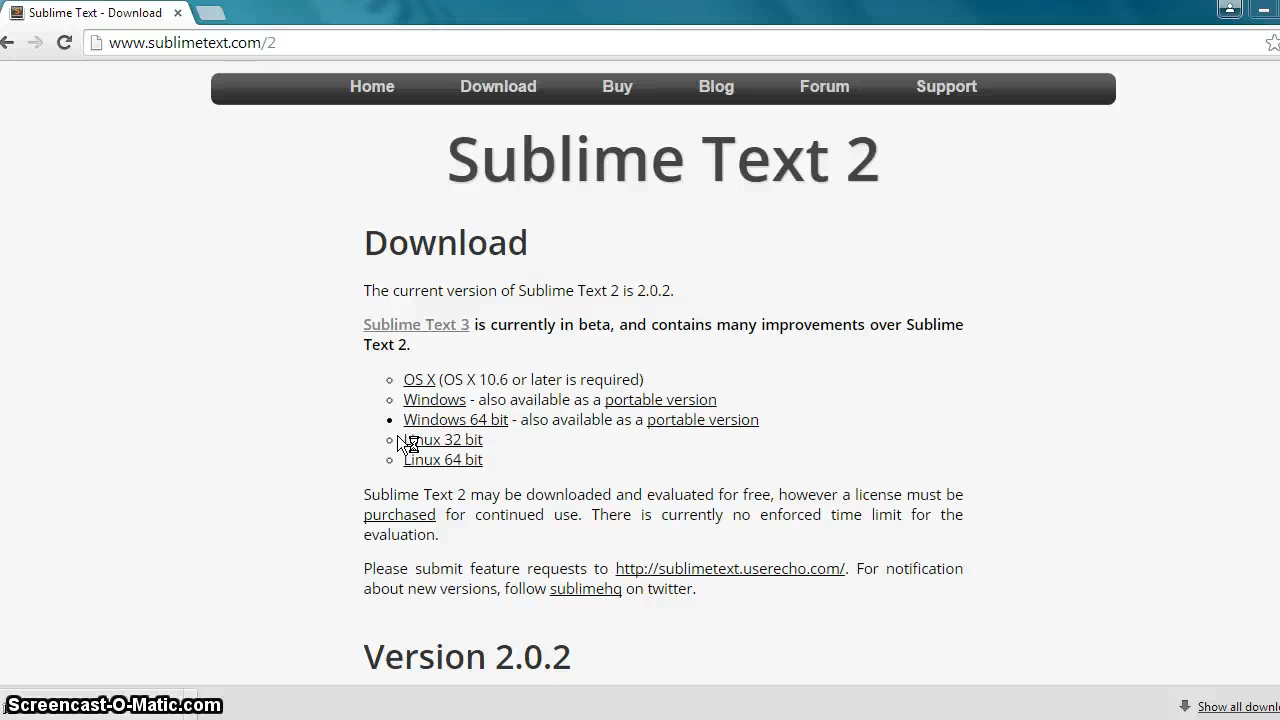 Sublime Text - Download
www.sublimetext.com/2
Home Download Buy Blog Forum Support
Sublime Text 2
Download
The current version of Sublime Text 2 is 2.0.2.
Sublime Text 3 is currently in beta, and contains many improvements over Sublime
Text 2.
OS X (OS X 10.6 or later is required)
Windows - also available as a portable version
Windows 64 bit - also available as a portable version
Linux 32 bit
Linux 64 bit
Sublime Text 2 may be downloaded and evaluated for free, however a license must be
purchased for continued use. There is currently no enforced time limit for the
evaluation.
Please submit feature requests to http://sublimetext.userecho.com/. For notification
about new versions, follow sublimehq on twitter.
Version 2.0.2
Screencast-O-Matic.com
Show all downl